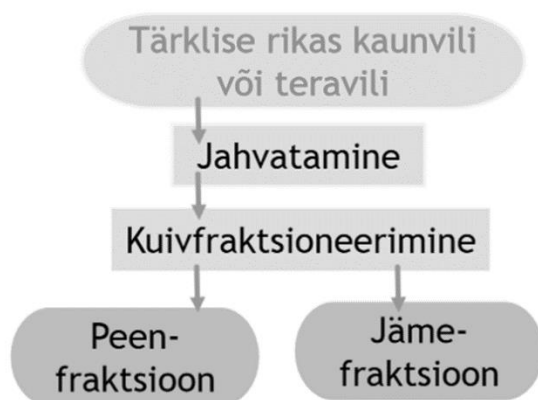 Tärklise rikas kaunvili
või teravili
Jahvatamine
Kuivfraktsioneerimine
Peen-
fraktsioon
Jäme-
fraktsioon